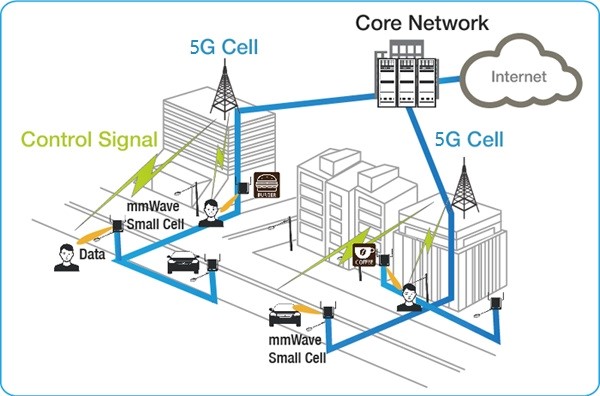 Core Network
5G Cell
Internet
Control Signal
5G Cell
BURGER
mmWave
Small Cell
Data
COFFEE
mmWave
Small Cell